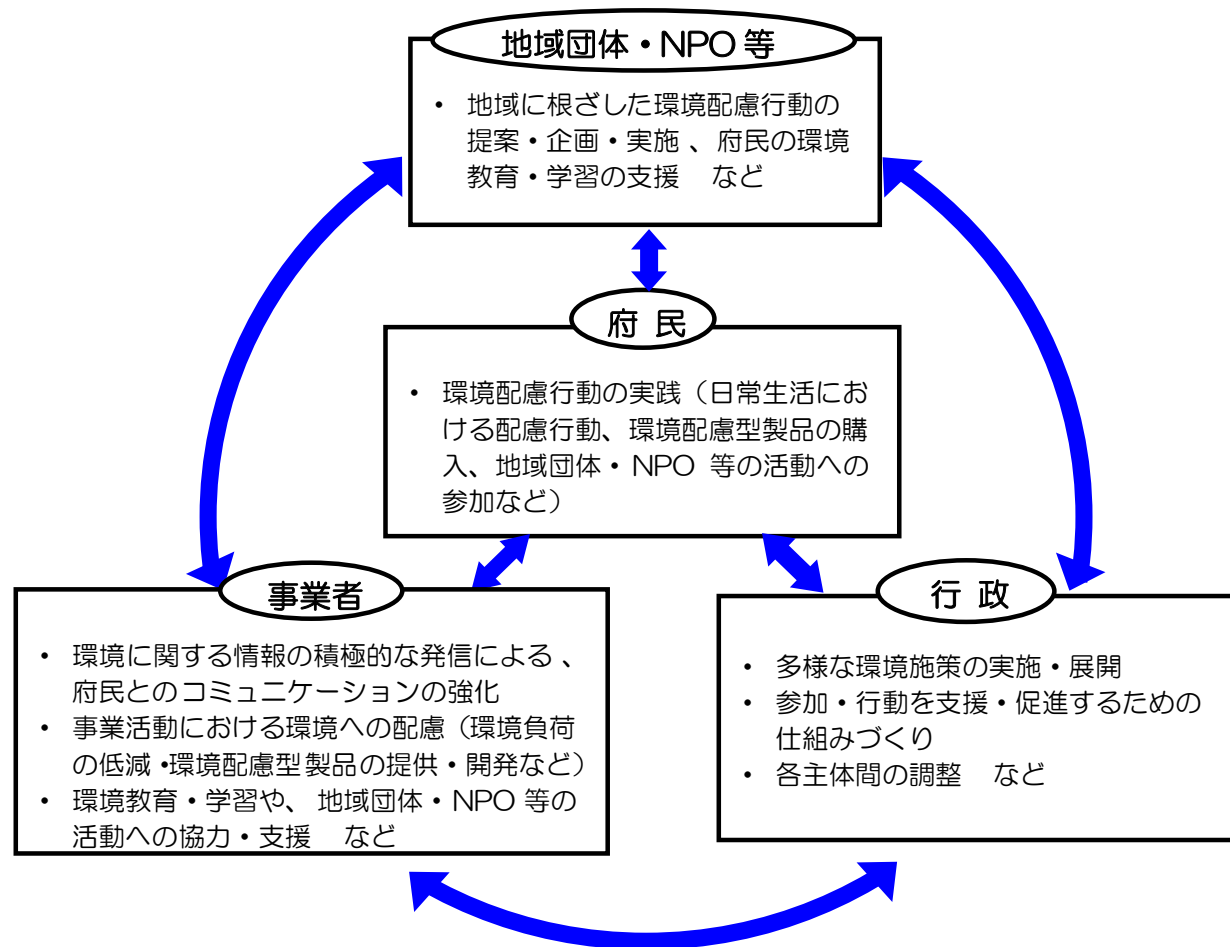 地域団体・NPO 等
• 地域に根ざした環境配慮行動の
提案・企画・実施 、府民の環境
教育・学習の支援　など
府 民
• 環境配慮行動の実践（日常生活にお
ける配慮行動、環境配慮型製品の購
入、地域団体・NPO 等の活動への
参加など）
事業者
• 環境に関する情報の積極的な発信による 、
府民とのコミュニケーションの強化
• 事業活動における環境への配慮（環境負荷
の低減・環境配慮型製品の提供・開発など）
• 環境教育・学習や、地域団体・NPO 等の
活動への協力・支援　など
行 政
• 多様な環境施策の実施・展開
• 参加・行動を支援・促進するための
仕組みづくり
• 各主体間の調整　など